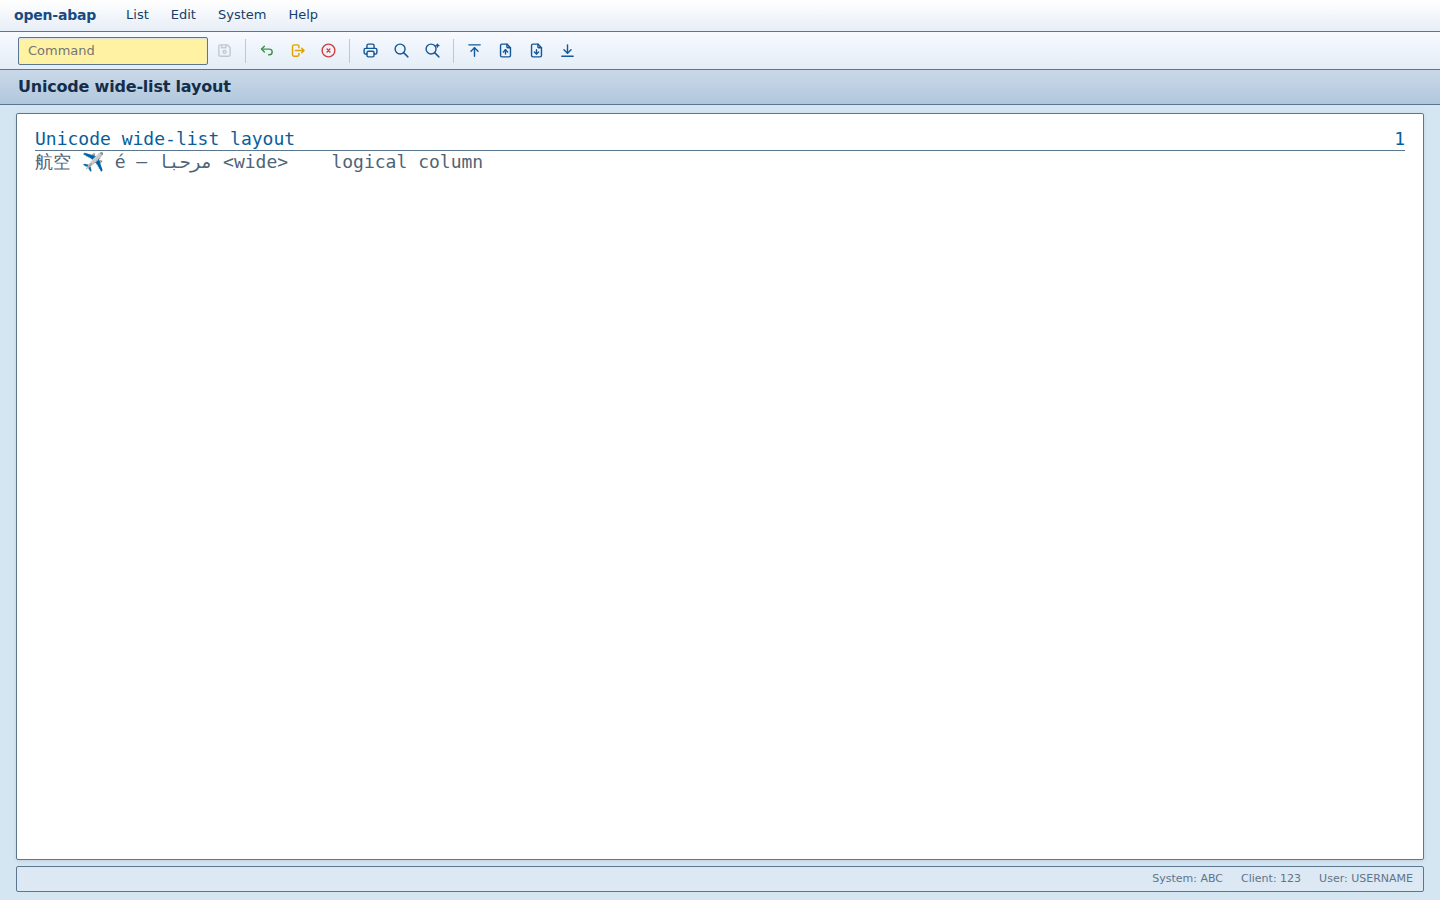 open-abap List Edit System Help
Command
Unicode wide-list layout
Unicode wide-list layout 1
航空 ✈️ é — مرحبا <wide> logical column
System: ABC Client: 123 User: USERNAME